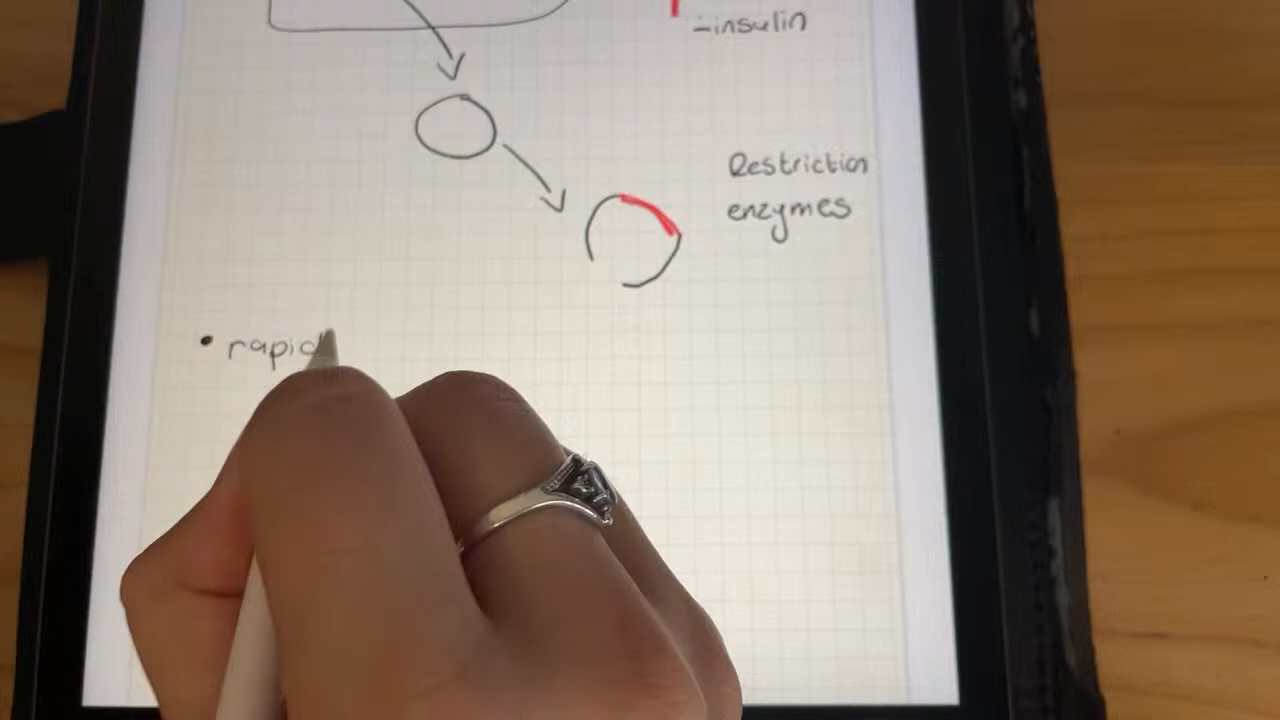 -insulin
Restriction
enzymes
• rapid